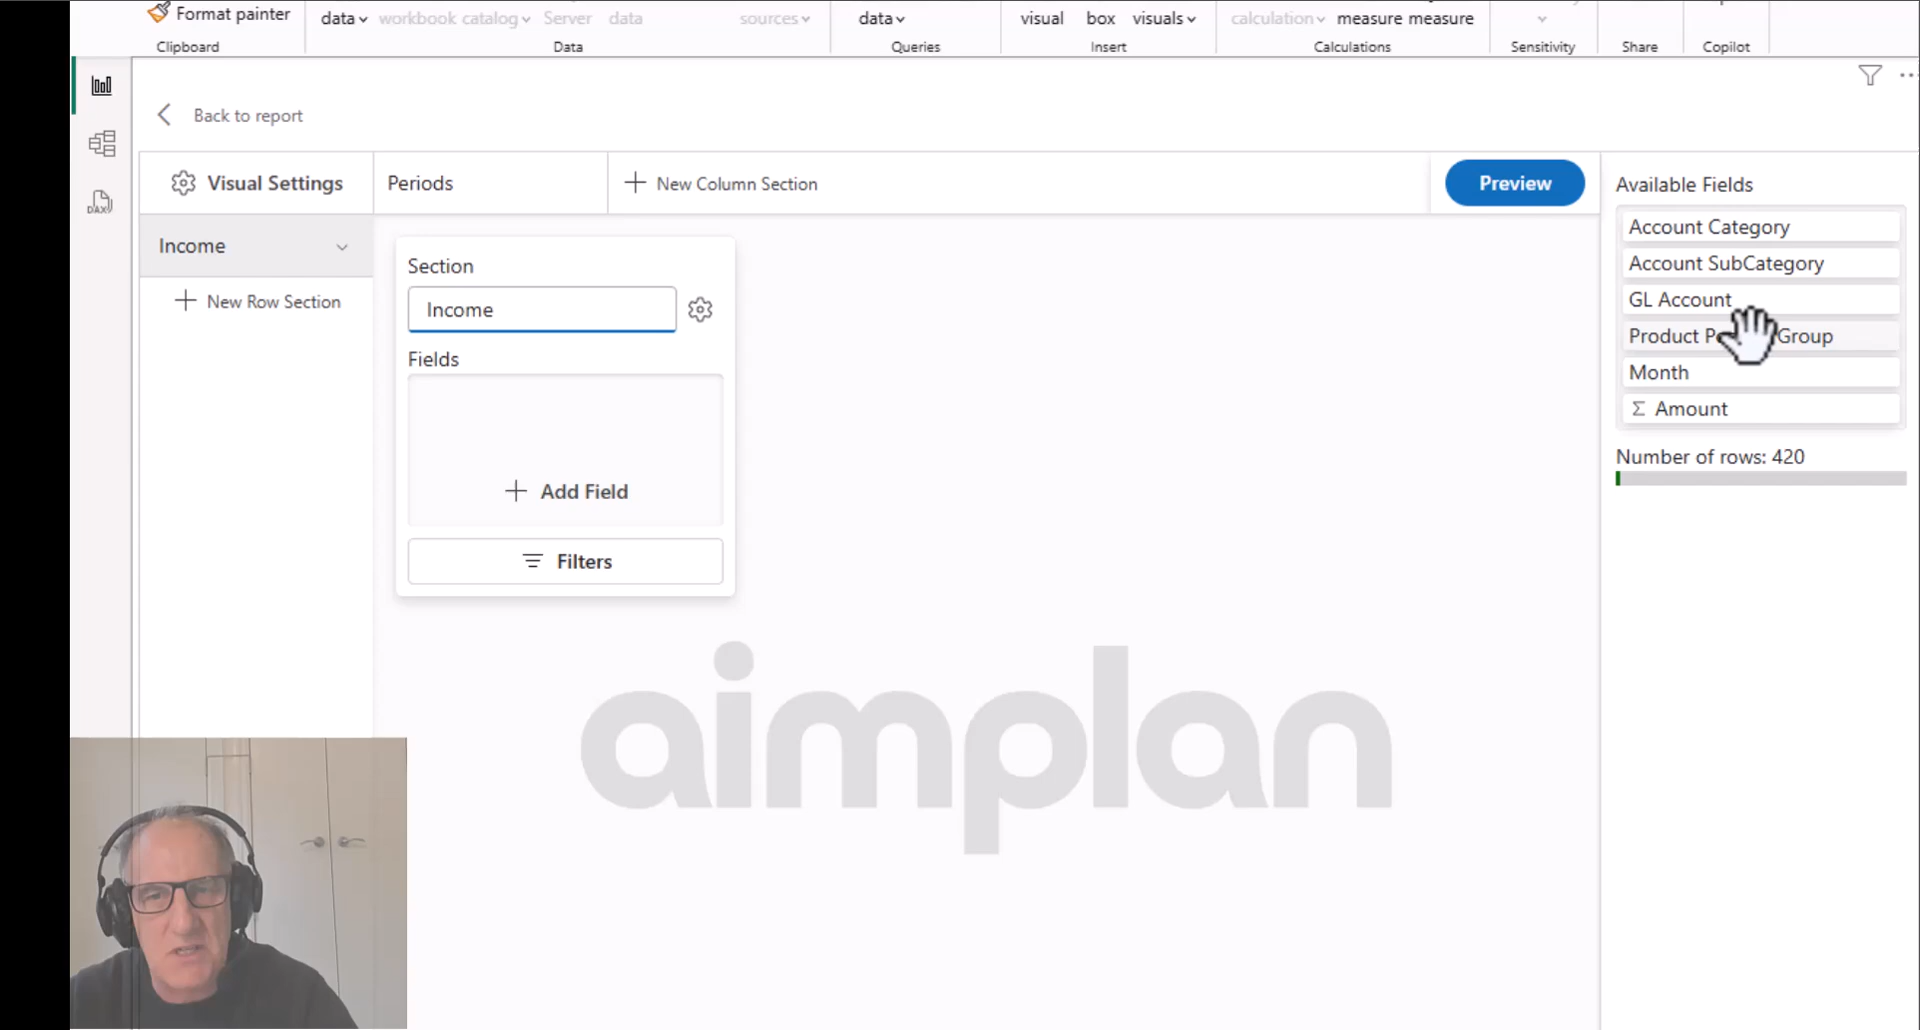 Format painter
data
workbook catalog
Server
data
sources
data
visual
box
visuals
calculation
measure measure
Clipboard
Data
Queries
Insert
Calculations
Sensitivity
Share
Copilot
Back to report
Visual Settings
Periods
New Column Section
Preview
Available Fields
Income
New Row Section
Section
Income
Fields
Add Field
Filters
Account Category
Account SubCategory
GL Account
Product Group
Month
Σ Amount
Number of rows: 420
DAX
aimplan